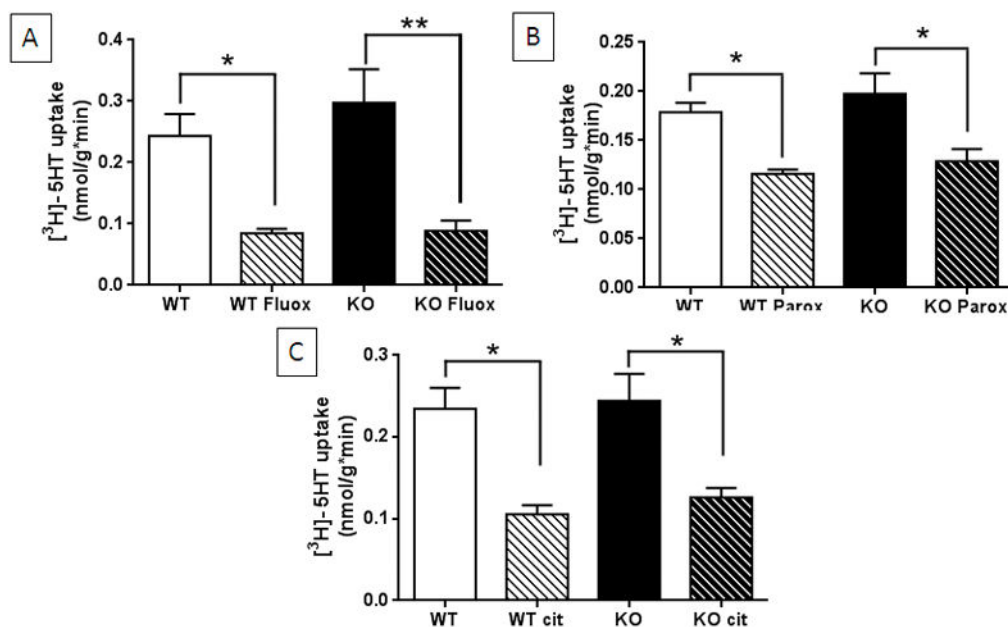 A
[³H]- 5HT uptake
(nmol/g*min)
0.4
0.3
0.2
0.1
0.0
*
**
WT
WT Fluox
KO
KO Fluox
B
[³H]- 5HT uptake
(nmol/g*min)
0.25
0.20
0.15
0.10
0.05
0.00
*
*
WT
WT Parox
KO
KO Parox
C
[³H]- 5HT uptake
(nmol/g*min)
0.3
0.2
0.1
0.0
*
*
WT
WT cit
KO
KO cit